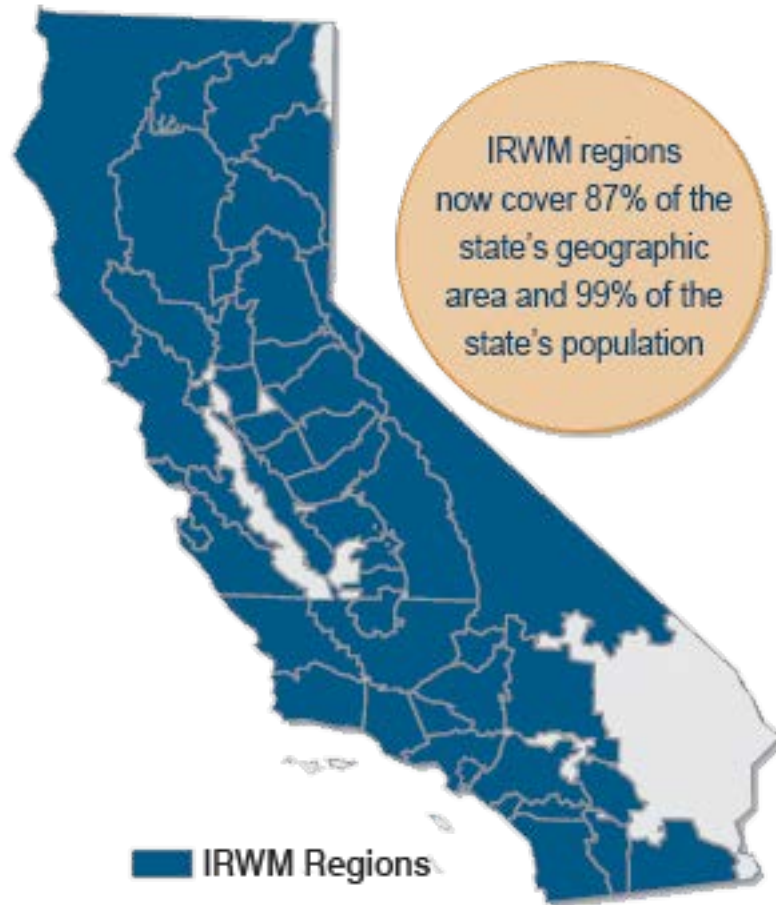 IRWM regions
now cover 87% of the
state's geographic
area and 99% of the
state's population
IRWM Regions